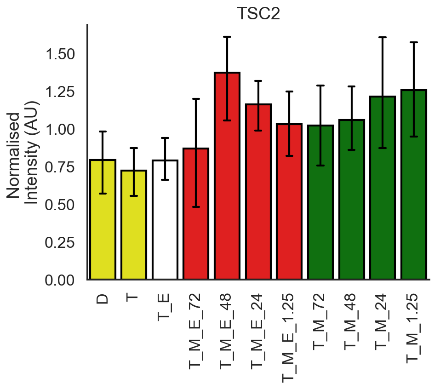 TSC2
Normalised
Intensity (AU)
1.50
1.25
1.00
0.75
0.50
0.25
0.00
D
T
T_E
T_M_E_72
T_M_E_48
T_M_E_24
T_M_E_1.25
T_M_72
T_M_48
T_M_24
T_M_1.25